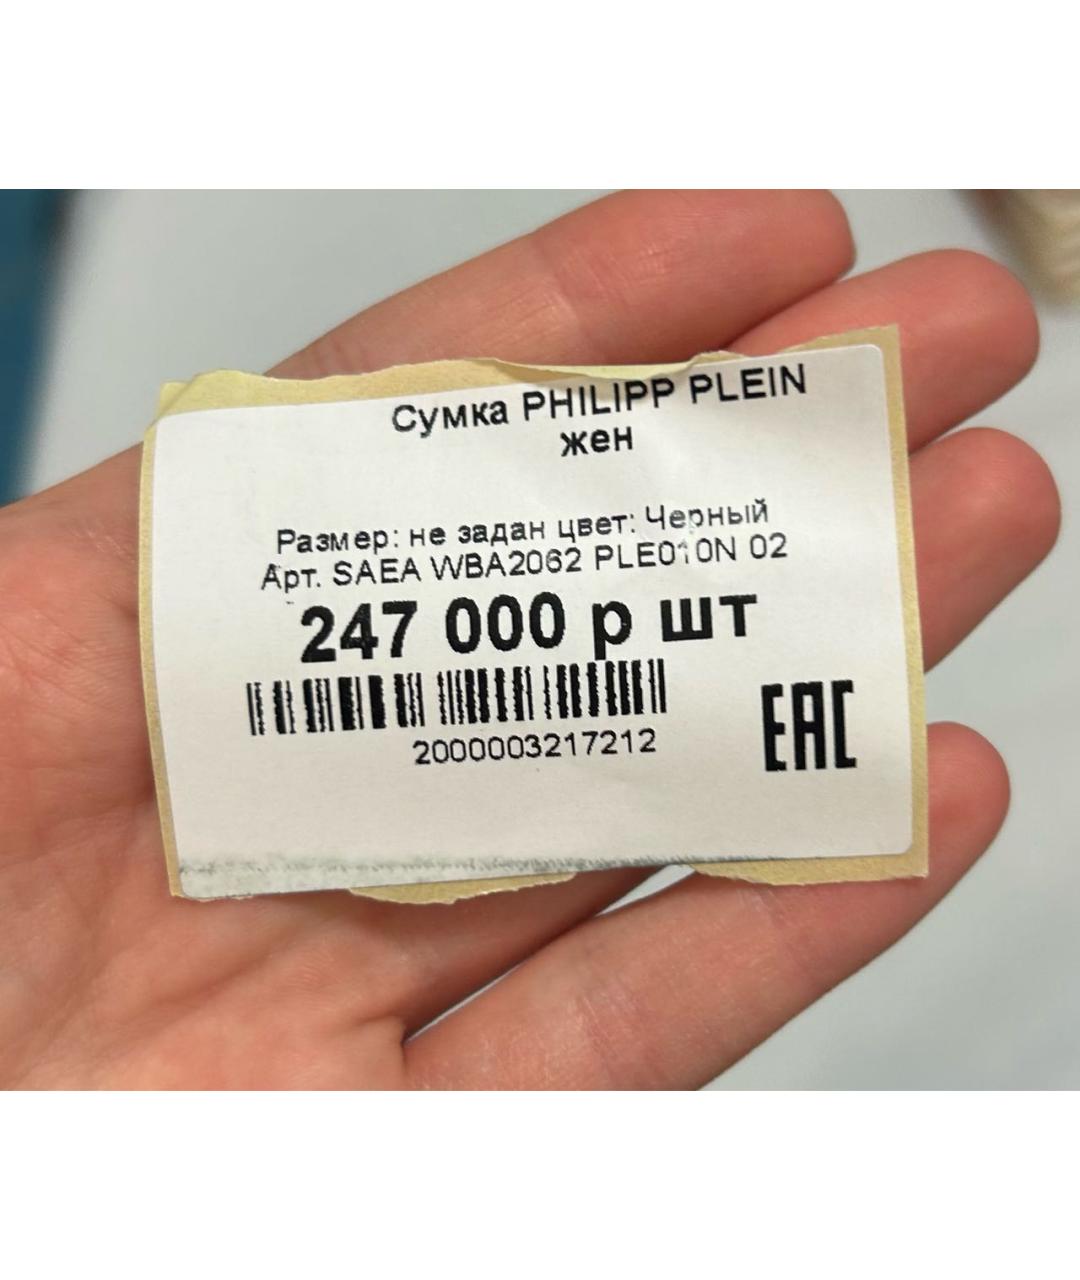 Сумка PHILIPP PLEIN
жен
Размер: не задан цвет: Черный
Арт. SAEA WBA2062 PLE010N 02
247 000 р шт
2000003217212
EAC